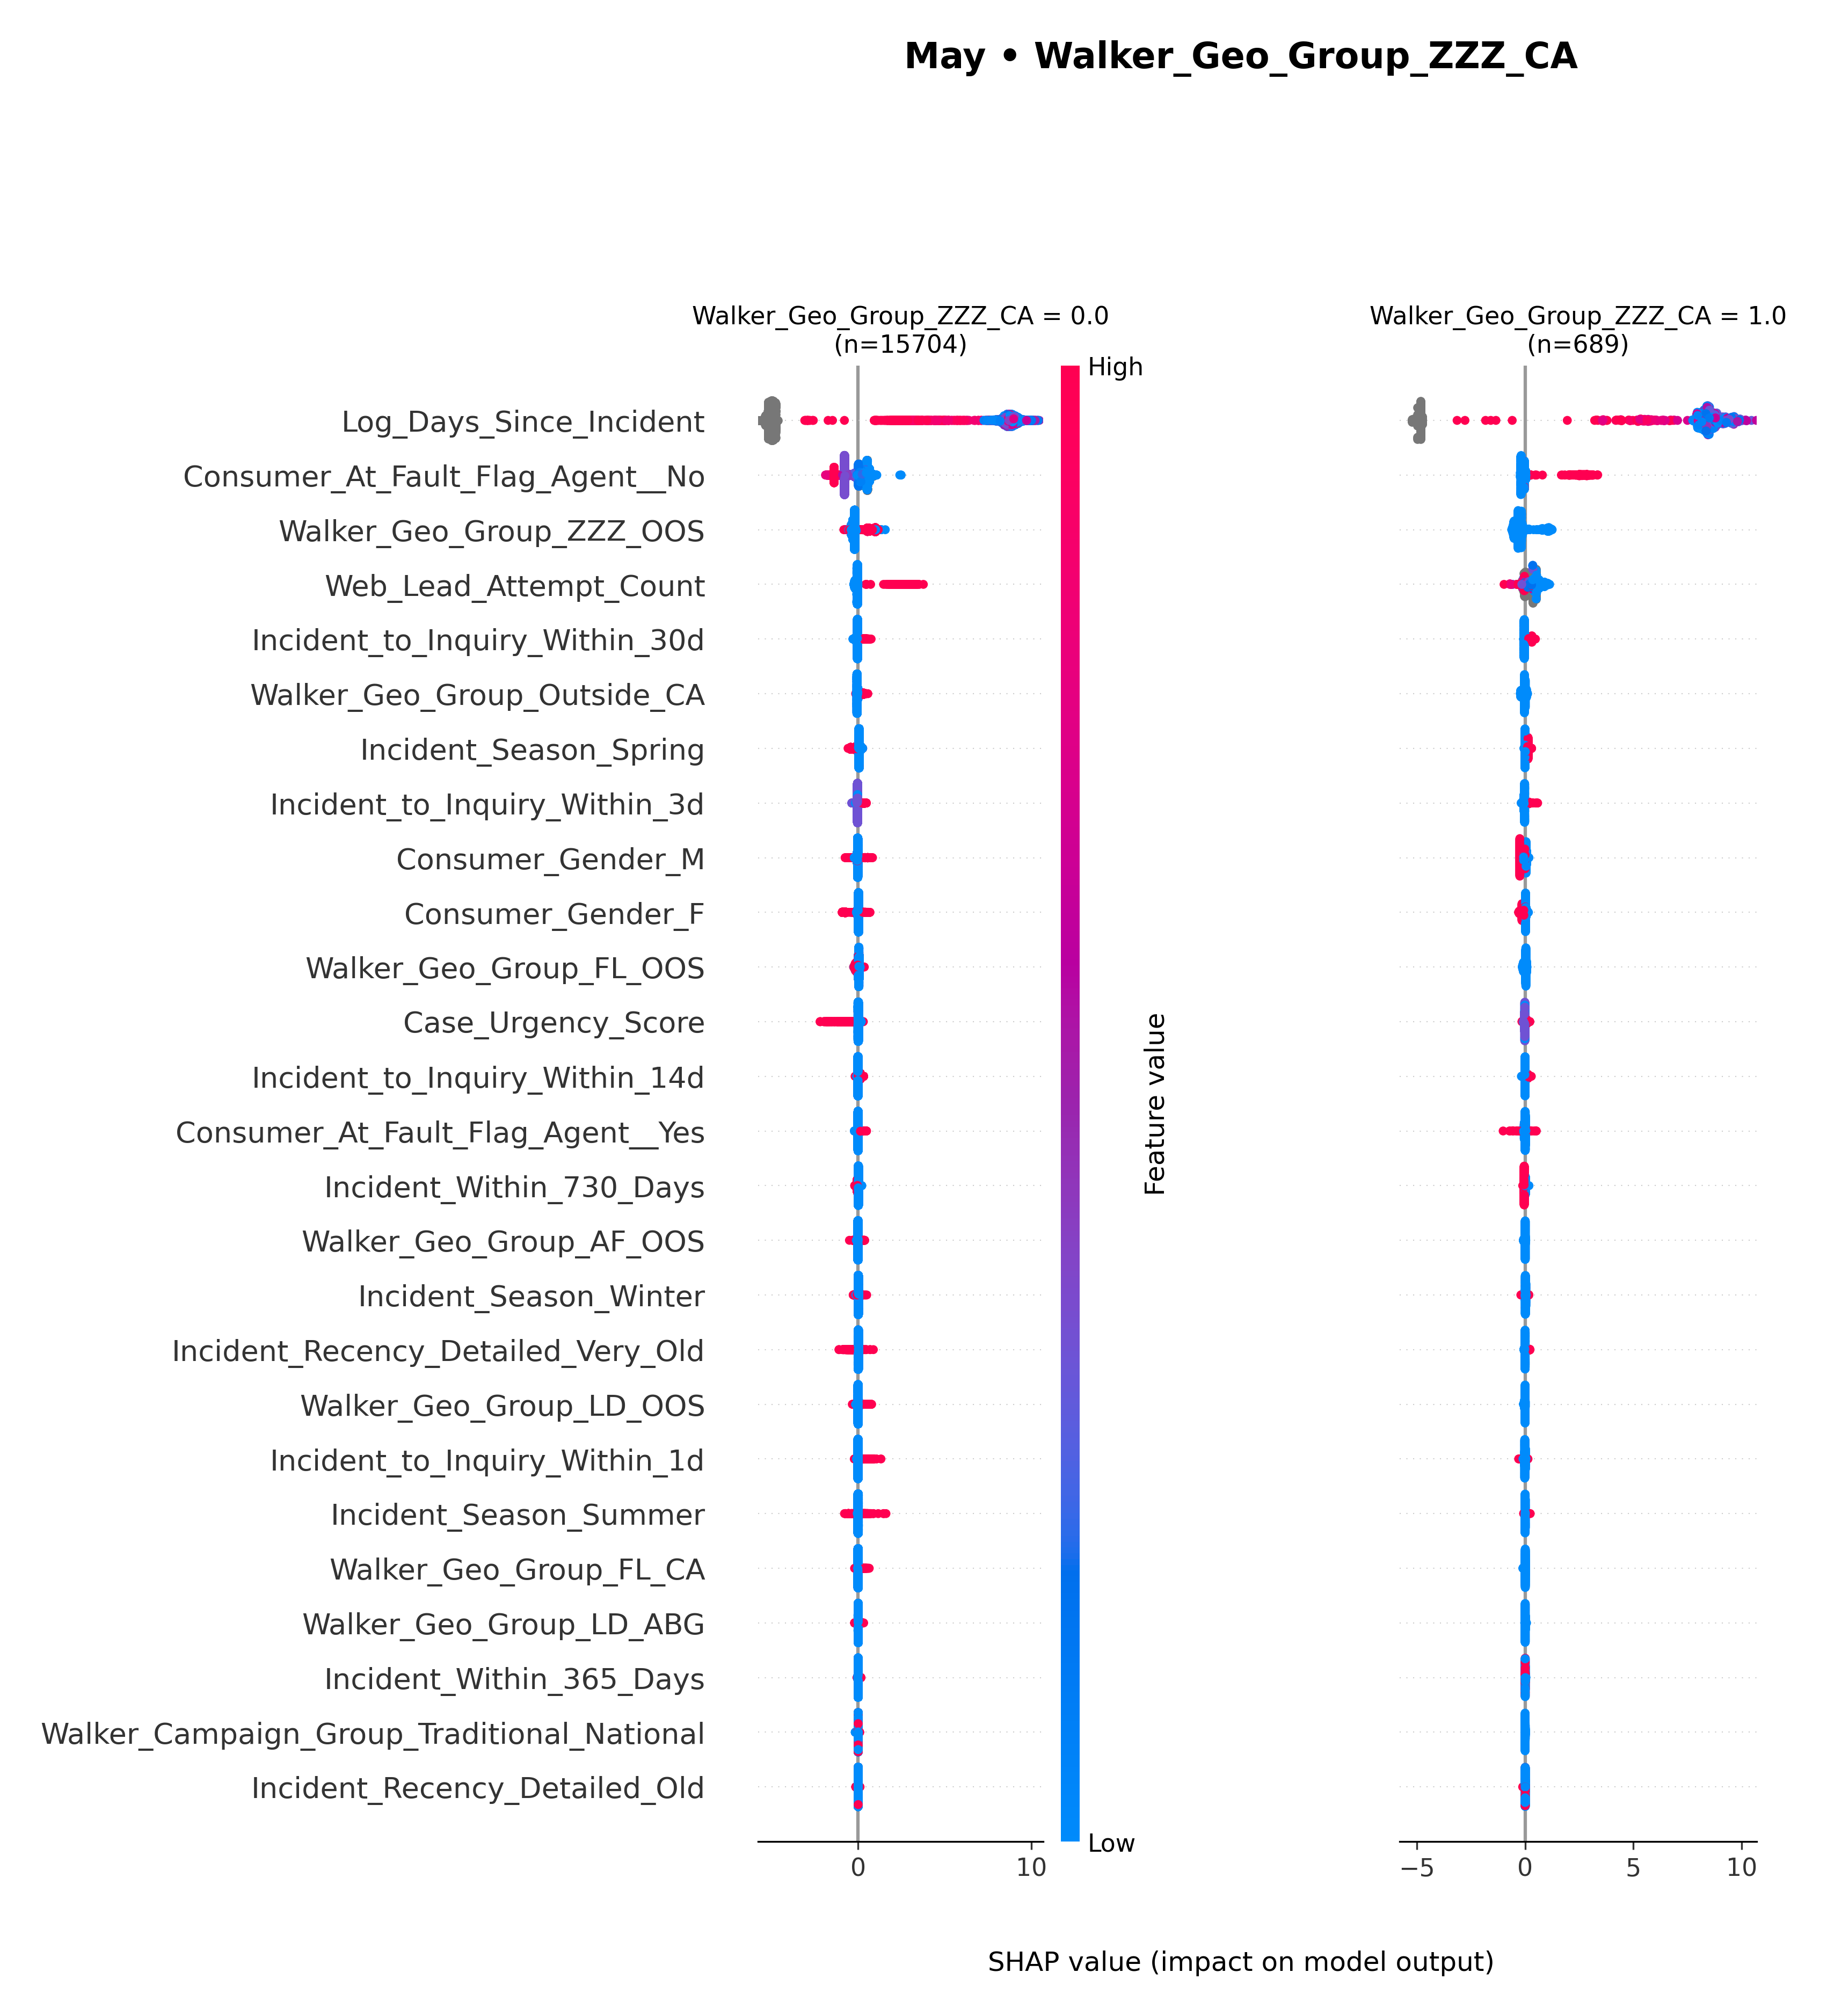 May • Walker_Geo_Group_ZZZ_CA
Walker_Geo_Group_ZZZ_CA = 0.0
(n=15704)
Walker_Geo_Group_ZZZ_CA = 1.0
(n=689)
High
Log_Days_Since_Incident
Consumer_At_Fault_Flag_Agent__No
Walker_Geo_Group_ZZZ_OOS
Web_Lead_Attempt_Count
Incident_to_Inquiry_Within_30d
Walker_Geo_Group_Outside_CA
Incident_Season_Spring
Incident_to_Inquiry_Within_3d
Consumer_Gender_M
Consumer_Gender_F
Walker_Geo_Group_FL_OOS
Case_Urgency_Score
Incident_to_Inquiry_Within_14d
Consumer_At_Fault_Flag_Agent__Yes
Incident_Within_730_Days
Walker_Geo_Group_AF_OOS
Incident_Season_Winter
Incident_Recency_Detailed_Very_Old
Walker_Geo_Group_LD_OOS
Incident_to_Inquiry_Within_1d
Incident_Season_Summer
Walker_Geo_Group_FL_CA
Walker_Geo_Group_LD_ABG
Incident_Within_365_Days
Walker_Campaign_Group_Traditional_National
Incident_Recency_Detailed_Old
Feature value
Low
0 10
−5 0 5 10
SHAP value (impact on model output)